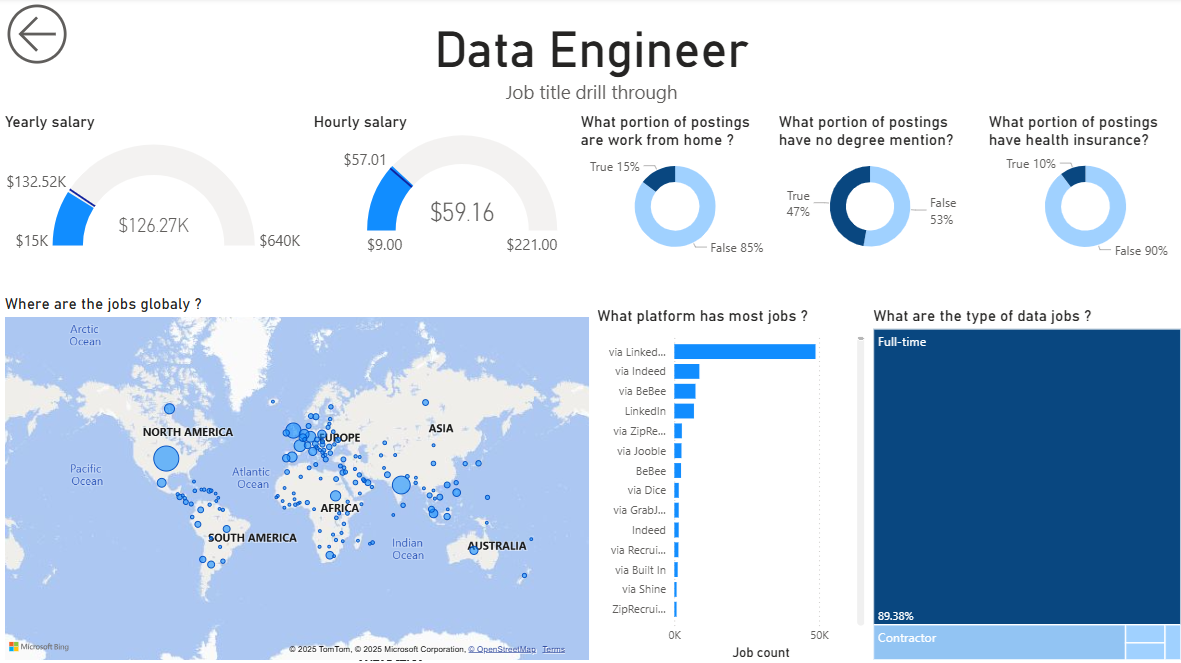 Data Engineer
Job title drill through
Yearly salary
$132.52K
$126.27K
$15K
$640K
Hourly salary
$57.01
$59.16
$9.00
$221.00
What portion of postings
are work from home ?
True 15%
False 85%
What portion of postings
have no degree mention?
True
47%
False
53%
What portion of postings
have health insurance?
True 10%
False 90%
Where are the jobs globaly ?
Arctic
Ocean
NORTH AMERICA
EUROPE
ASIA
Pacific
Ocean
Atlantic
Ocean
AFRICA
SOUTH AMERICA
Indian
Ocean
AUSTRALIA
Microsoft Bing
© 2025 TomTom, © 2025 Microsoft Corporation, © OpenStreetMap Terms
What platform has most jobs ?
via Linked...
via Indeed
via BeBee
LinkedIn
via ZipRe...
via Jooble
BeBee
via Dice
via GrabJ...
Indeed
via Recrui...
via Built In
via Shine
ZipRecrui...
0K
50K
Job count
What are the type of data jobs ?
Full-time
89.38%
Contractor